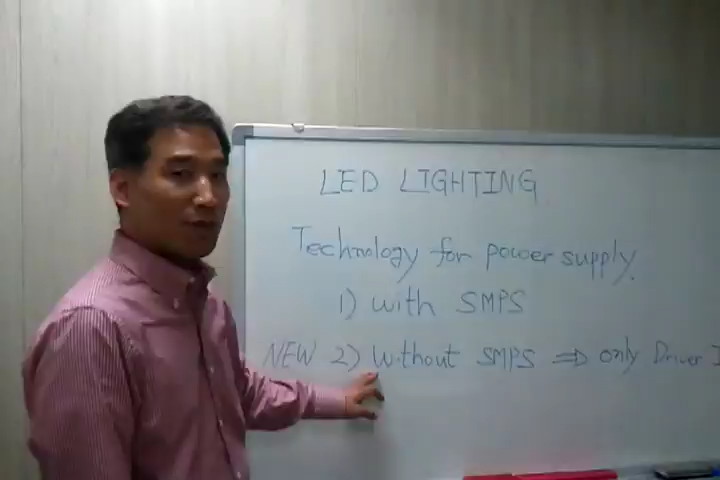 LED LIGHTING
Technology for power supply.
1) with SMPS
NEW 2) Without SMPS ⇒ only Driver I